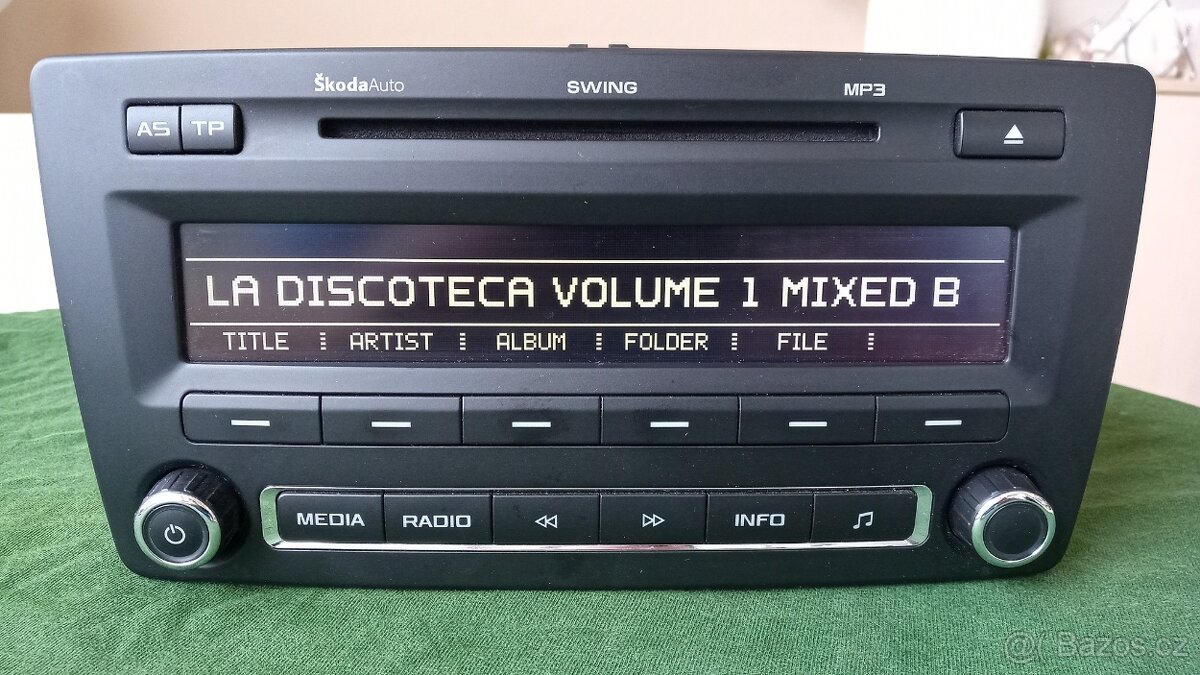 ŠkodaAuto SWING MP3
AS TP
LA DISCOTECA VOLUME 1 MIXED B
TITLE ARTIST ALBUM FOLDER FILE
MEDIA RADIO INFO
@( Bazos.cz